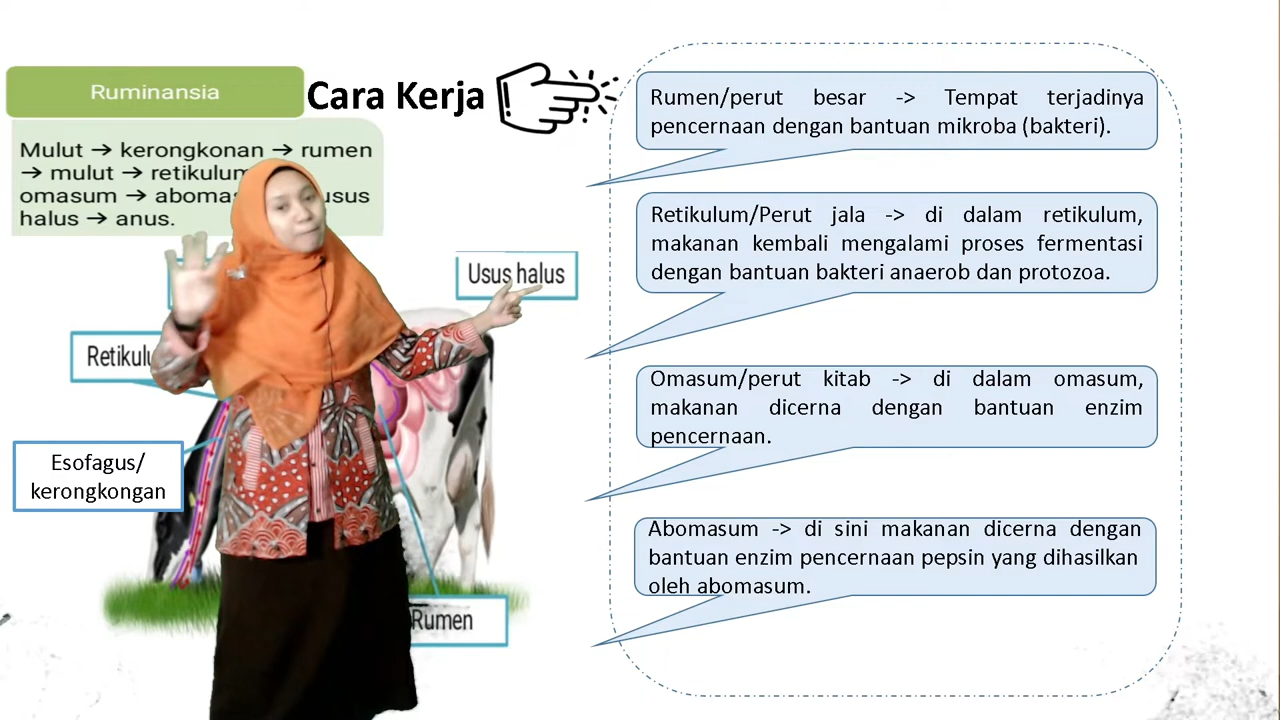 Ruminansia
Cara Kerja
Mulut → kerongkonan → rumen
→ mulut → retikulum
omasum → usus
halus → anus.
Usus halus
Esofagus/
kerongkongan
Rumen
Rumen/perut besar -> Tempat terjadinya
pencernaan dengan bantuan mikroba (bakteri).
Retikulum/Perut jala -> di dalam retikulum,
makanan kembali mengalami proses fermentasi
dengan bantuan bakteri anaerob dan protozoa.
Omasum/perut kitab -> di dalam omasum,
makanan dicerna dengan bantuan enzim
pencernaan.
Abomasum -> di sini makanan dicerna dengan
bantuan enzim pencernaan pepsin yang dihasilkan
oleh abomasum.